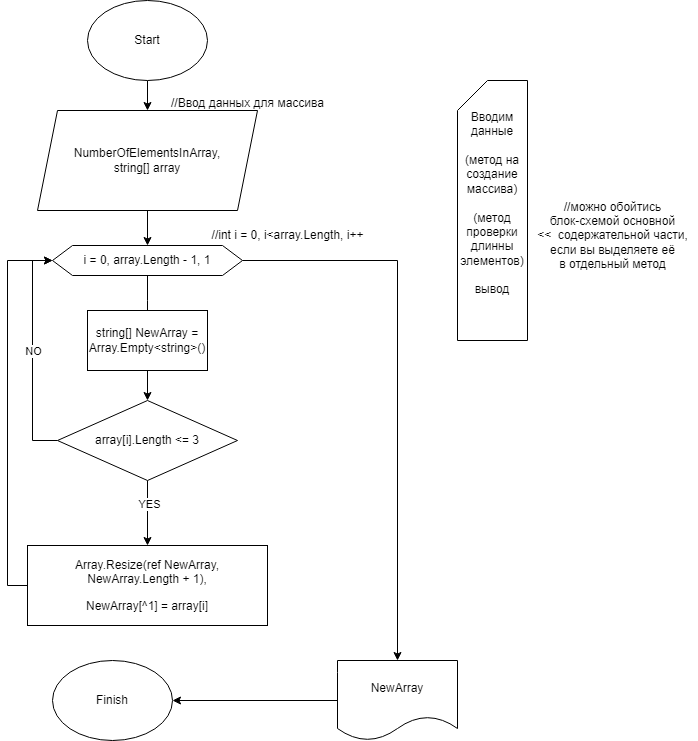 Start
//Ввод данных для массива
NumberOfElementsInArray,
string[] array
//int i = 0, i<array.Length, i++
i = 0, array.Length - 1, 1
string[] NewArray =
Array.Empty<string>()
NO
array[i].Length <= 3
YES
Array.Resize(ref NewArray,
NewArray.Length + 1),
NewArray[^1] = array[i]
NewArray
Finish
Вводим
данные
(метод на
создание
массива)
(метод
проверки
длинны
элементов)
вывод
//можно обойтись
блок-схемой основной
<< содержательной части,
если вы выделяете её
в отдельный метод